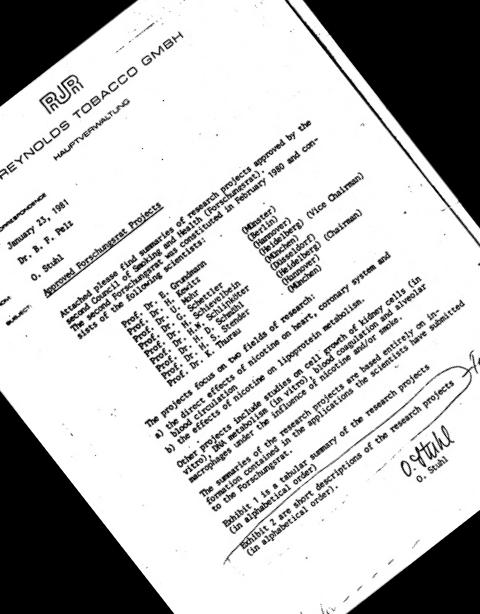 RJR
REYNOLDS TOBACCO GMBH
HAUPTVERWALTUNG
January 23, 1981
Dr. B. F. Pelz
O. Stuhl
SUBJECT: Approved Forschungsrat Projects
Attached please find summaries of research projects approved by the
second Council of Smoking and Health (Forschungsrat).
The second Forschungsrat was constituted in February 1980 and con-
sists of the following scientists:
Prof. Dr. E. Grundmann (Münster)
Prof. Dr. H. Kewitz (Berlin)
Prof. Dr. U. Mohr (Hannover)
Prof. Dr. Schettler (Heidelberg) (Vice Chairman)
Prof. Dr. H. Schievelbein (München)
Prof. Dr. H. Schlipköter (Düsseldorf)
Prof. Dr. D. Schmähl (Heidelberg) (Chairman)
Prof. Dr. H. Stender (Hannover)
Prof. Dr. K. Thurau (München)
The projects focus on two fields of research:
a) the direct effects of nicotine on heart, coronary system and
blood circulation
b) the effects of nicotine on lipoprotein metabolism.
Other projects include studies on cell growth of kidney cells (in
vitro), DNA metabolism (in vitro), blood coagulation and alveolar
macrophages under the influence of nicotine and/or smoke.
The summaries of the research projects are based entirely on in-
formation contained in the applications the scientists have submitted
to the Forschungsrat.
Exhibit 1 is a tabular summary of the research projects
(in alphabetical order)
Exhibit 2 are short descriptions of the research projects
(in alphabetical order).
O. Stuhl
O. Stuhl